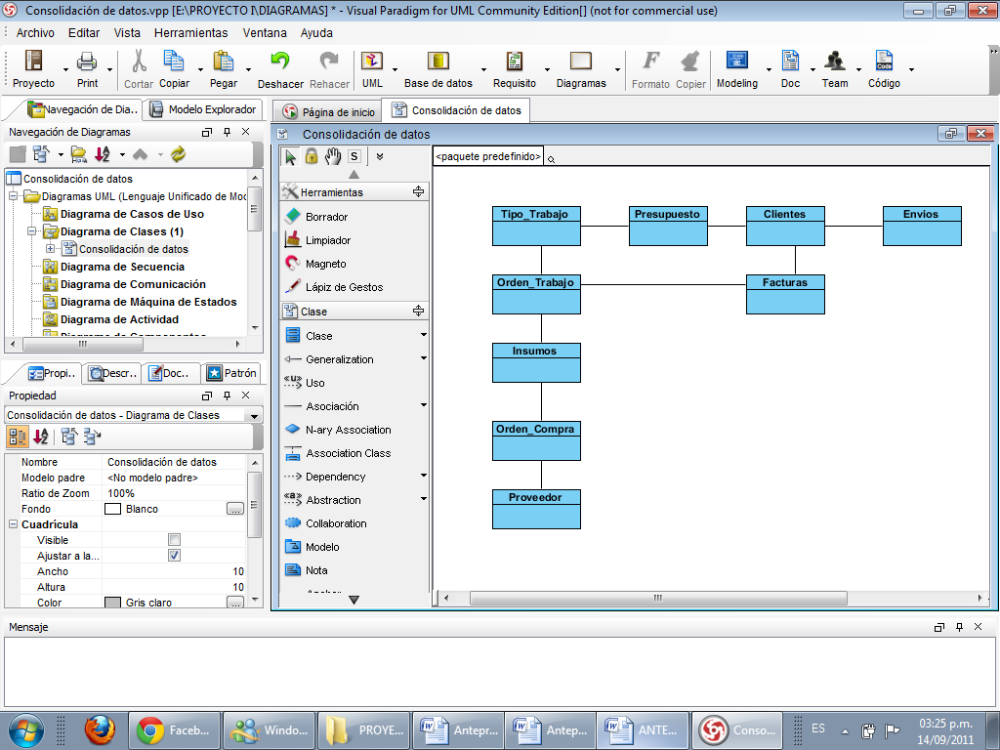 Consolidación de datos.vpp [E:\PROYECTO I\DIAGRAMAS] * - Visual Paradigm for UML Community Edition[] (not for commercial use)
Archivo Editar Vista Herramientas Ventana Ayuda
Proyecto Print Cortar Copiar Pegar Deshacer Rehacer UML Base de datos Requisito Diagramas Formato Copier Modeling Doc Team Código
Navegación de Dia.. Modelo Explorador
Página de inicio Consolidación de datos
Navegación de Diagramas
Consolidación de datos
Diagramas UML (Lenguaje Unificado de Moc
Diagrama de Casos de Uso
Diagrama de Clases (1)
Consolidación de datos
Diagrama de Secuencia
Diagrama de Comunicación
Diagrama de Máquina de Estados
Diagrama de Actividad
Propi.. Descr.. Doc.. Patrón
Propiedad
Consolidación de datos - Diagrama de Clases
Nombre Consolidación de datos
Modelo padre <No modelo padre>
Ratio de Zoom 100%
Fondo Blanco ...
Cuadrícula
Visible
Ajustar a la...
Ancho 10
Altura 10
Color Gris claro ...
Consolidación de datos
S
Herramientas
Borrador
Limpiador
Magneto
Lápiz de Gestos
Clase
Clase
Generalization
«u» Uso
Asociación
N-ary Association
Association Class
Dependency
«a» Abstraction
Collaboration
Modelo
Nota
<paquete predefinido>
Tipo_Trabajo Presupuesto Clientes Envios
Orden_Trabajo Facturas
Insumos
Orden_Compra
Proveedor
Mensaje
Faceb... Windo... PROYE... Antepr... Antep... ANTE... Conso...
ES
03:25 p.m.
14/09/2011